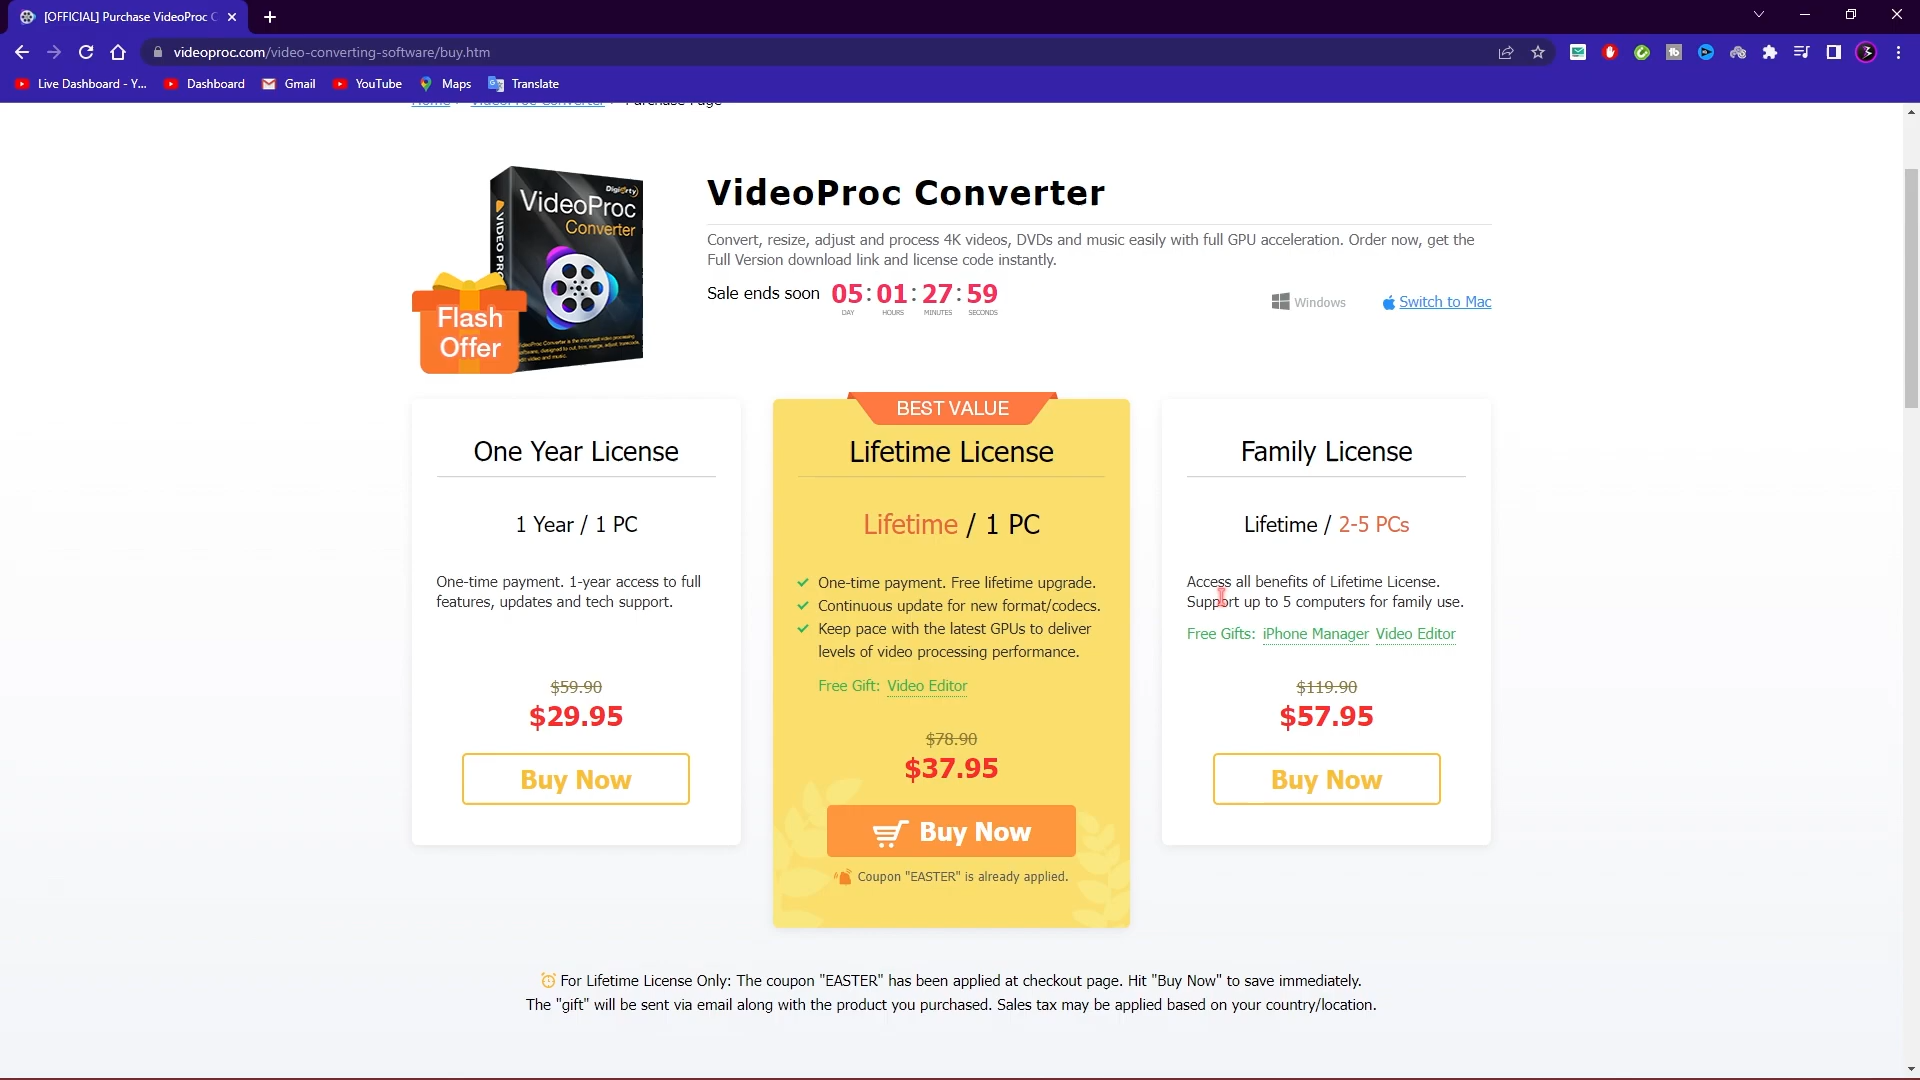 [OFFICIAL] Purchase VideoProc C
videoproc.com/video-converting-software/buy.htm
Live Dashboard - Y...
Dashboard
Gmail
YouTube
Maps
Translate
Home
VideoProc Converter
Purchase Page
Digiarty
VideoProc
Converter
Flash
Offer
VideoProc Converter
Convert, resize, adjust and process 4K videos, DVDs and music easily with full GPU acceleration. Order now, get the
Full Version download link and license code instantly.
Sale ends soon 05 : 01 : 27 : 59
DAY HOURS MINUTES SECONDS
Windows
Switch to Mac
One Year License
1 Year / 1 PC
One-time payment. 1-year access to full
features, updates and tech support.
$59.90
$29.95
Buy Now
BEST VALUE
Lifetime License
Lifetime / 1 PC
One-time payment. Free lifetime upgrade.
Continuous update for new format/codecs.
Keep pace with the latest GPUs to deliver
levels of video processing performance.
Free Gift: Video Editor
$78.90
$37.95
Buy Now
Coupon "EASTER" is already applied.
Family License
Lifetime / 2-5 PCs
Access all benefits of Lifetime License.
Support up to 5 computers for family use.
Free Gifts: iPhone Manager Video Editor
$119.90
$57.95
Buy Now
For Lifetime License Only: The coupon "EASTER" has been applied at checkout page. Hit "Buy Now" to save immediately.
The "gift" will be sent via email along with the product you purchased. Sales tax may be applied based on your country/location.